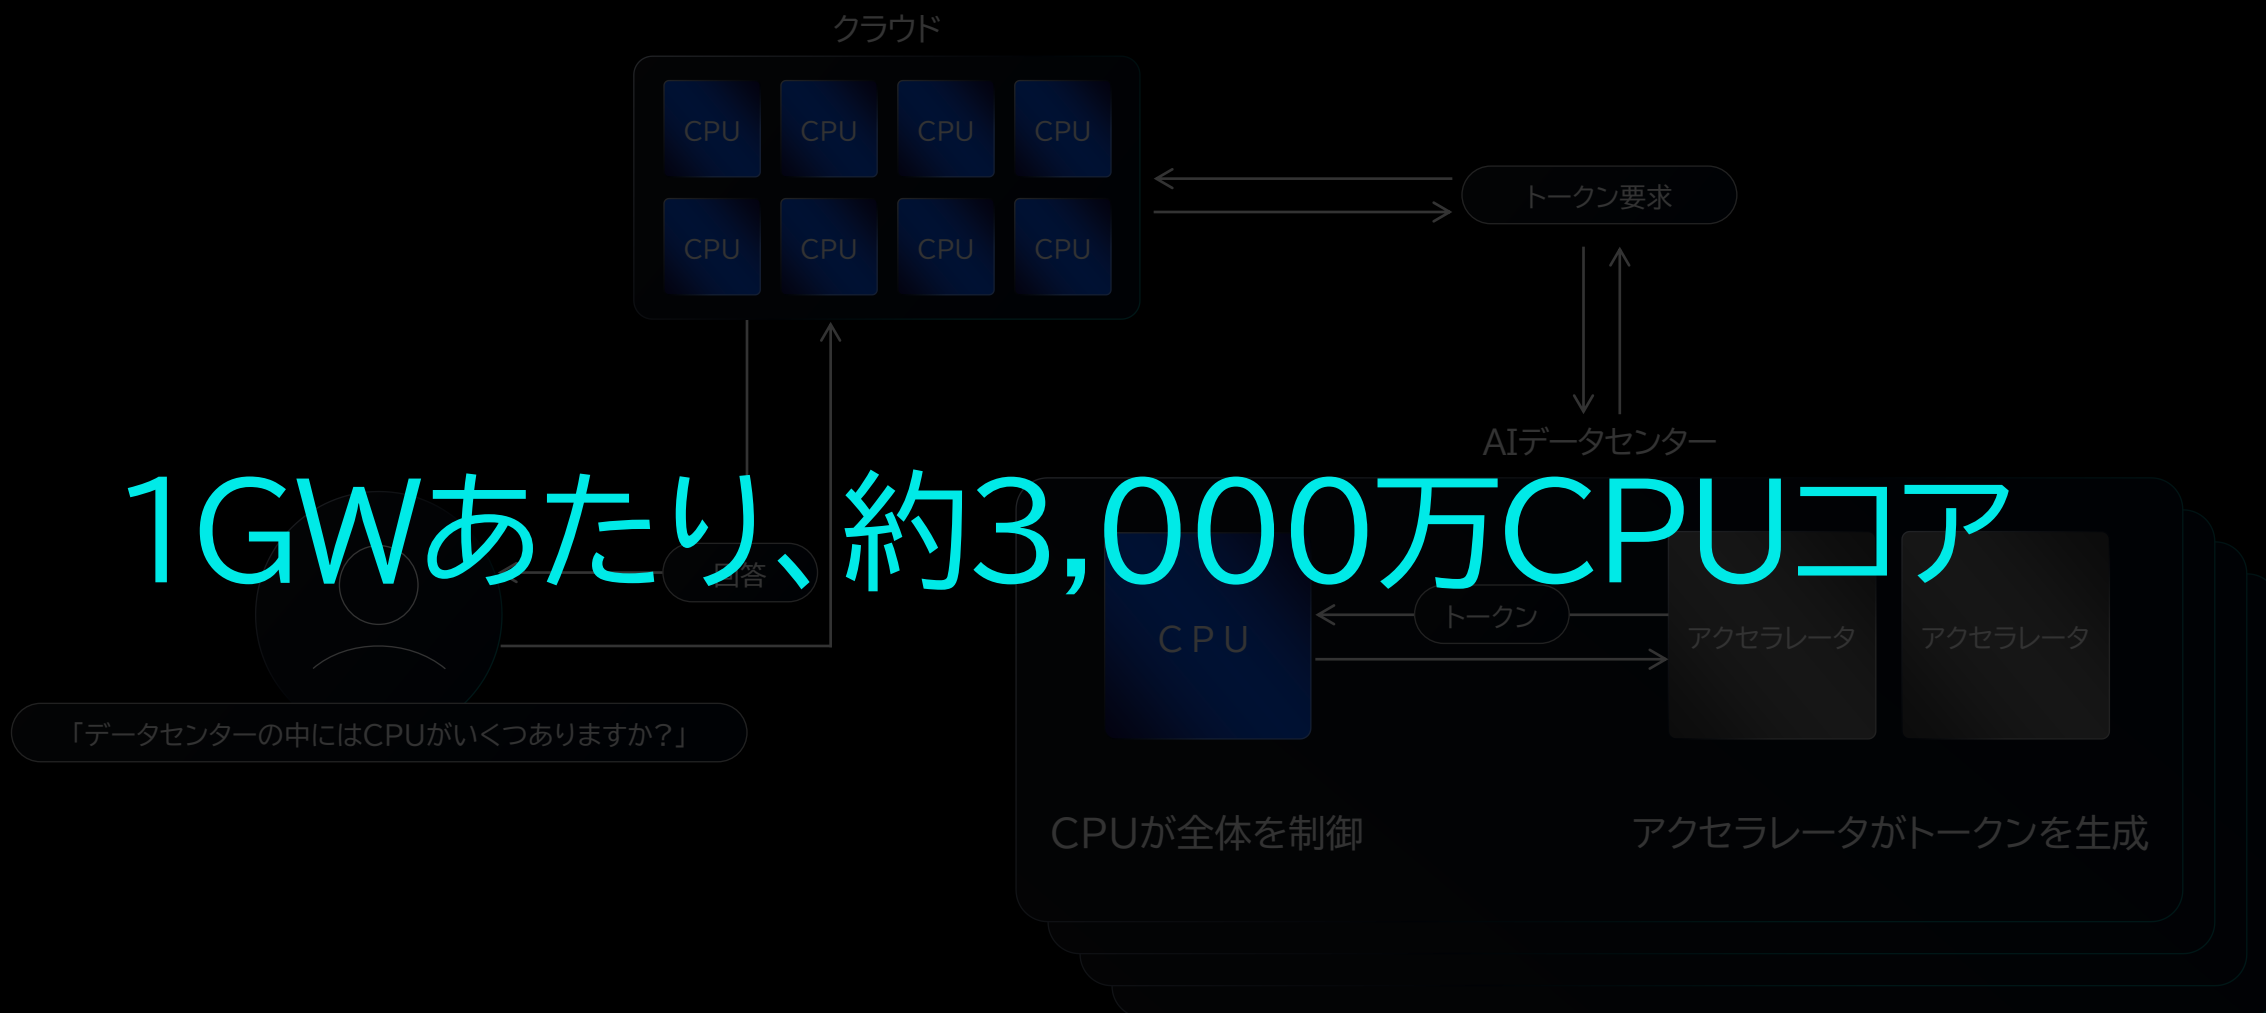 クラウド
CPU CPU CPU CPU
CPU CPU CPU CPU
トークン要求
AIデータセンター
1GWあたり、約3,000万CPUコア
回答
トークン
CPU
アクセラレータ
アクセラレータ
「データセンターの中にはCPUがいくつありますか？」
CPUが全体を制御
アクセラレータがトークンを生成